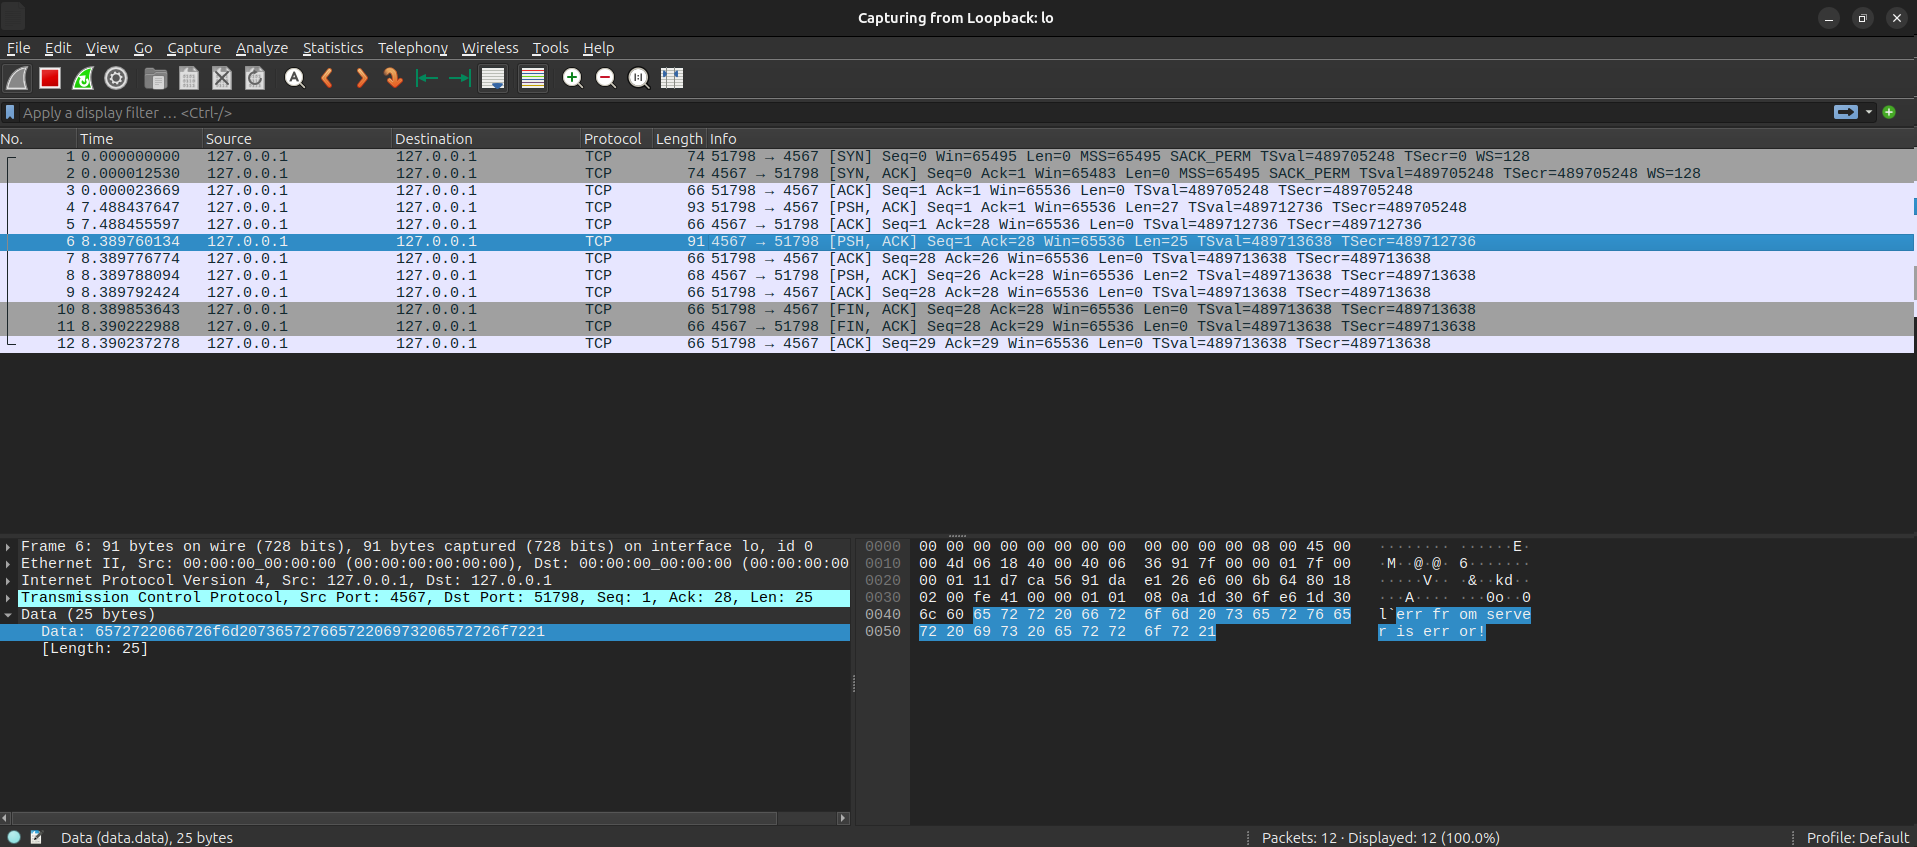 Capturing from Loopback: lo
File Edit View Go Capture Analyze Statistics Telephony Wireless Tools Help
Apply a display filter … <Ctrl-/>
No. Time Source Destination Protocol Length Info
1 0.000000000 127.0.0.1 127.0.0.1 TCP 74 51798 → 4567 [SYN] Seq=0 Win=65495 Len=0 MSS=65495 SACK_PERM TSval=489705248 TSecr=0 WS=128
2 0.000012530 127.0.0.1 127.0.0.1 TCP 74 4567 → 51798 [SYN, ACK] Seq=0 Ack=1 Win=65483 Len=0 MSS=65495 SACK_PERM TSval=489705248 TSecr=489705248 WS=128
3 0.000023669 127.0.0.1 127.0.0.1 TCP 66 51798 → 4567 [ACK] Seq=1 Ack=1 Win=65536 Len=0 TSval=489705248 TSecr=489705248
4 7.488437647 127.0.0.1 127.0.0.1 TCP 93 51798 → 4567 [PSH, ACK] Seq=1 Ack=1 Win=65536 Len=27 TSval=489712736 TSecr=489705248
5 7.488455597 127.0.0.1 127.0.0.1 TCP 66 4567 → 51798 [ACK] Seq=1 Ack=28 Win=65536 Len=0 TSval=489712736 TSecr=489712736
6 8.389760134 127.0.0.1 127.0.0.1 TCP 91 4567 → 51798 [PSH, ACK] Seq=1 Ack=28 Win=65536 Len=25 TSval=489713638 TSecr=489712736
7 8.389776774 127.0.0.1 127.0.0.1 TCP 66 51798 → 4567 [ACK] Seq=28 Ack=26 Win=65536 Len=0 TSval=489713638 TSecr=489713638
8 8.389788094 127.0.0.1 127.0.0.1 TCP 68 4567 → 51798 [PSH, ACK] Seq=26 Ack=28 Win=65536 Len=2 TSval=489713638 TSecr=489713638
9 8.389792424 127.0.0.1 127.0.0.1 TCP 66 51798 → 4567 [ACK] Seq=28 Ack=28 Win=65536 Len=0 TSval=489713638 TSecr=489713638
10 8.389853643 127.0.0.1 127.0.0.1 TCP 66 51798 → 4567 [FIN, ACK] Seq=28 Ack=28 Win=65536 Len=0 TSval=489713638 TSecr=489713638
11 8.390222988 127.0.0.1 127.0.0.1 TCP 66 4567 → 51798 [FIN, ACK] Seq=28 Ack=29 Win=65536 Len=0 TSval=489713638 TSecr=489713638
12 8.390237278 127.0.0.1 127.0.0.1 TCP 66 51798 → 4567 [ACK] Seq=29 Ack=29 Win=65536 Len=0 TSval=489713638 TSecr=489713638
Frame 6: 91 bytes on wire (728 bits), 91 bytes captured (728 bits) on interface lo, id 0
Ethernet II, Src: 00:00:00_00:00:00 (00:00:00:00:00:00), Dst: 00:00:00_00:00:00 (00:00:00:00
Internet Protocol Version 4, Src: 127.0.0.1, Dst: 127.0.0.1
Transmission Control Protocol, Src Port: 4567, Dst Port: 51798, Seq: 1, Ack: 28, Len: 25
Data (25 bytes)
Data: 6572722066726f6d20736572766572206973206572726f7221
[Length: 25]
0000 00 00 00 00 00 00 00 00 00 00 00 00 08 00 45 00 ········ ······E·
0010 00 4d 06 18 40 00 40 06 36 91 7f 00 00 01 7f 00 ·M··@·@· 6·······
0020 00 01 11 d7 ca 56 91 da e1 26 e6 00 6b 64 80 18 ·····V·· ·&··kd··
0030 02 00 fe 41 00 00 01 01 08 0a 1d 30 6f e6 1d 30 ···A···· ···0o··0
0040 6c 60 65 72 72 20 66 72 6f 6d 20 73 65 72 76 65 l`err fr om serve
0050 72 20 69 73 20 65 72 72 6f 72 21 r is err or!
Data (data.data), 25 bytes
Packets: 12 · Displayed: 12 (100.0%)
Profile: Default